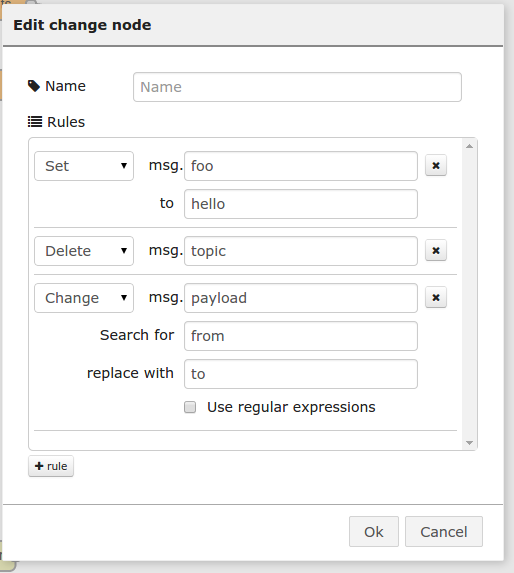 Edit change node
Name Name
Rules
Set msg. foo
to hello
Delete msg. topic
Change msg. payload
Search for from
replace with to
Use regular expressions
+ rule
Ok Cancel